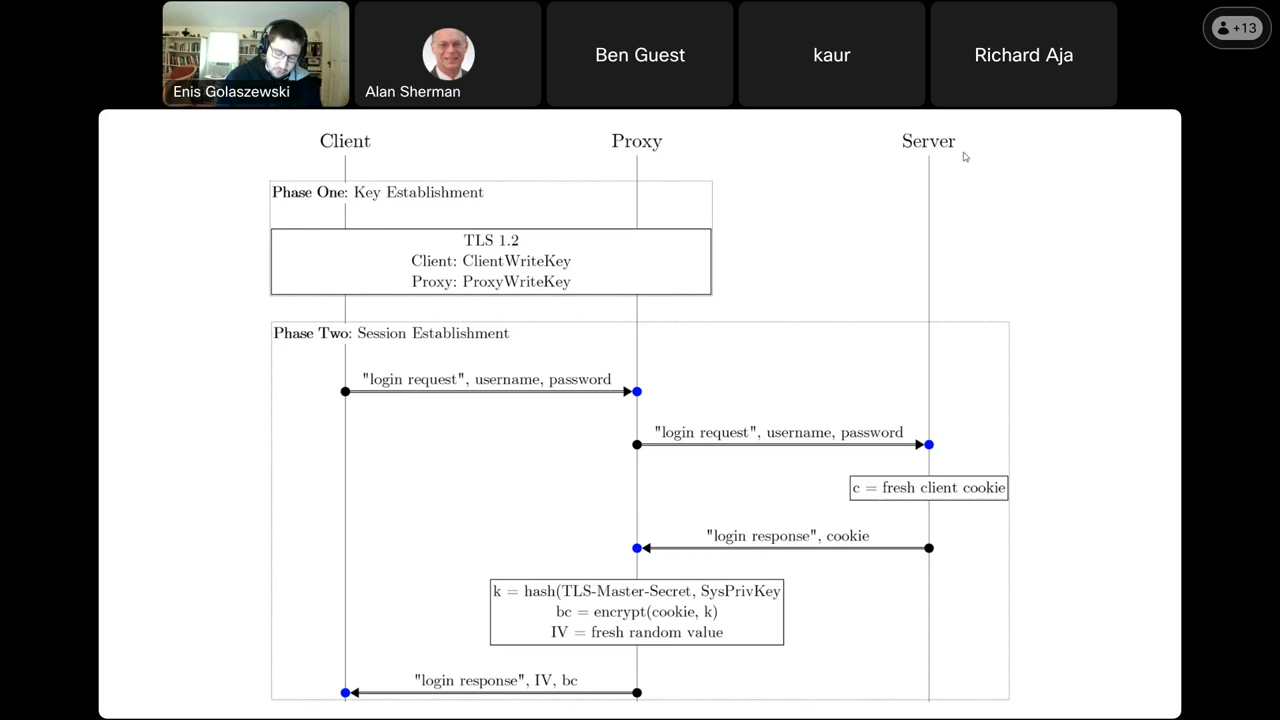 +13
Enis Golaszewski
Alan Sherman
Ben Guest
kaur
Richard Aja
Client
Proxy
Server
Phase One: Key Establishment
TLS 1.2
Client: ClientWriteKey
Proxy: ProxyWriteKey
Phase Two: Session Establishment
"login request", username, password
"login request", username, password
c = fresh client cookie
"login response", cookie
k = hash(TLS-Master-Secret, SysPrivKey
bc = encrypt(cookie, k)
IV = fresh random value
"login response", IV, bc